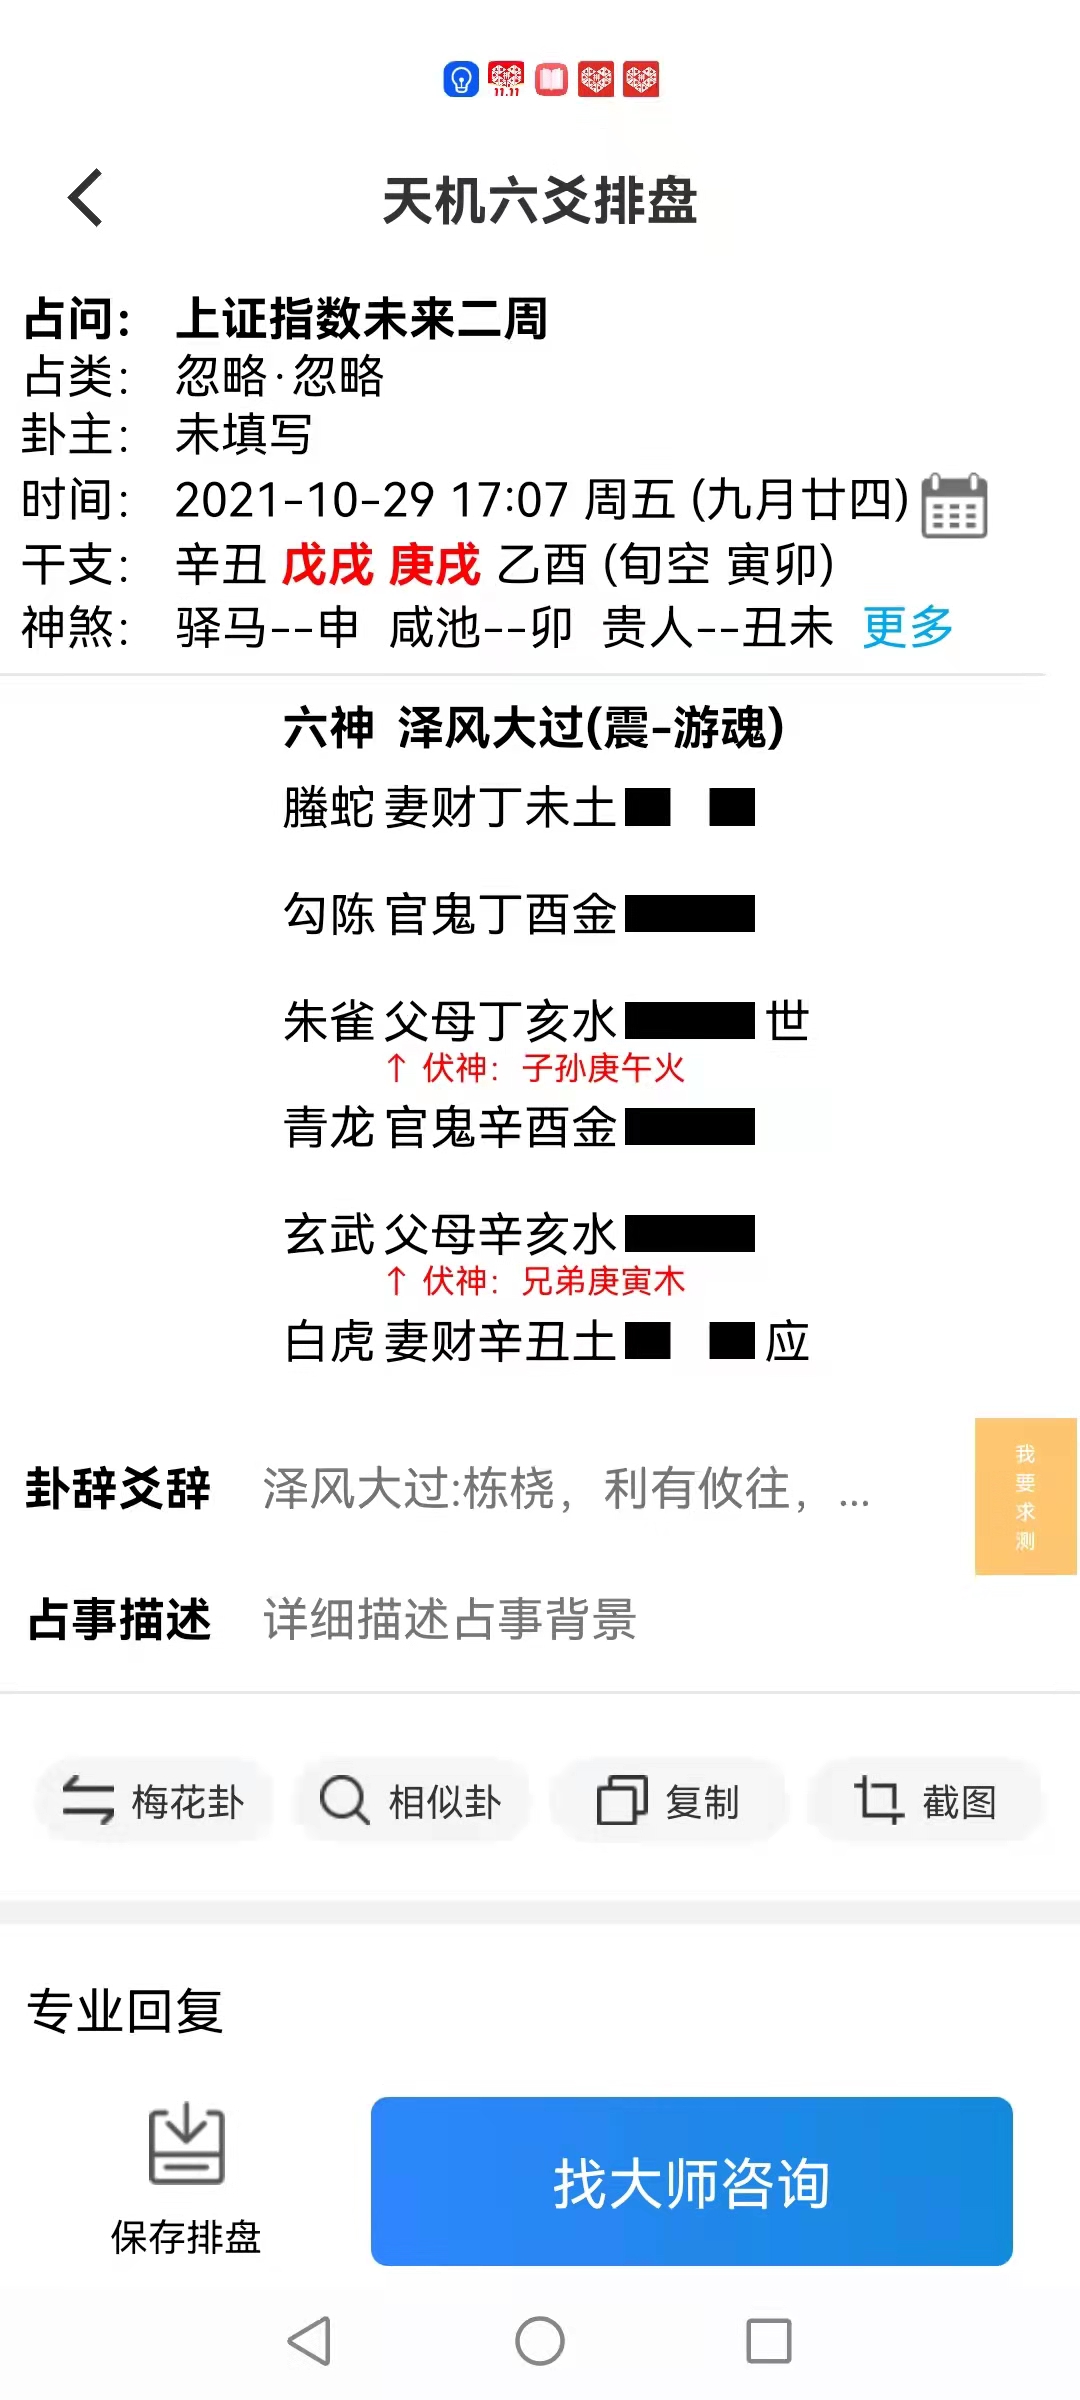 11.11
天机六爻排盘
占问： 上证指数未来二周
占类： 忽略·忽略
卦主： 未填写
时间： 2021-10-29 17:07 周五 (九月廿四)
干支： 辛丑 戊戌 庚戌 乙酉 (旬空 寅卯)
神煞： 驿马--申 咸池--卯 贵人--丑未 更多
六神 泽风大过(震-游魂)
螣蛇 妻财丁未土
勾陈 官鬼丁酉金
朱雀 父母丁亥水 世
↑ 伏神：子孙庚午火
青龙 官鬼辛酉金
玄武 父母辛亥水
↑ 伏神：兄弟庚寅木
白虎 妻财辛丑土 应
卦辞爻辞 泽风大过:栋桡，利有攸往，...
我要求测
占事描述 详细描述占事背景
梅花卦 相似卦 复制 截图
专业回复
保存排盘
找大师咨询